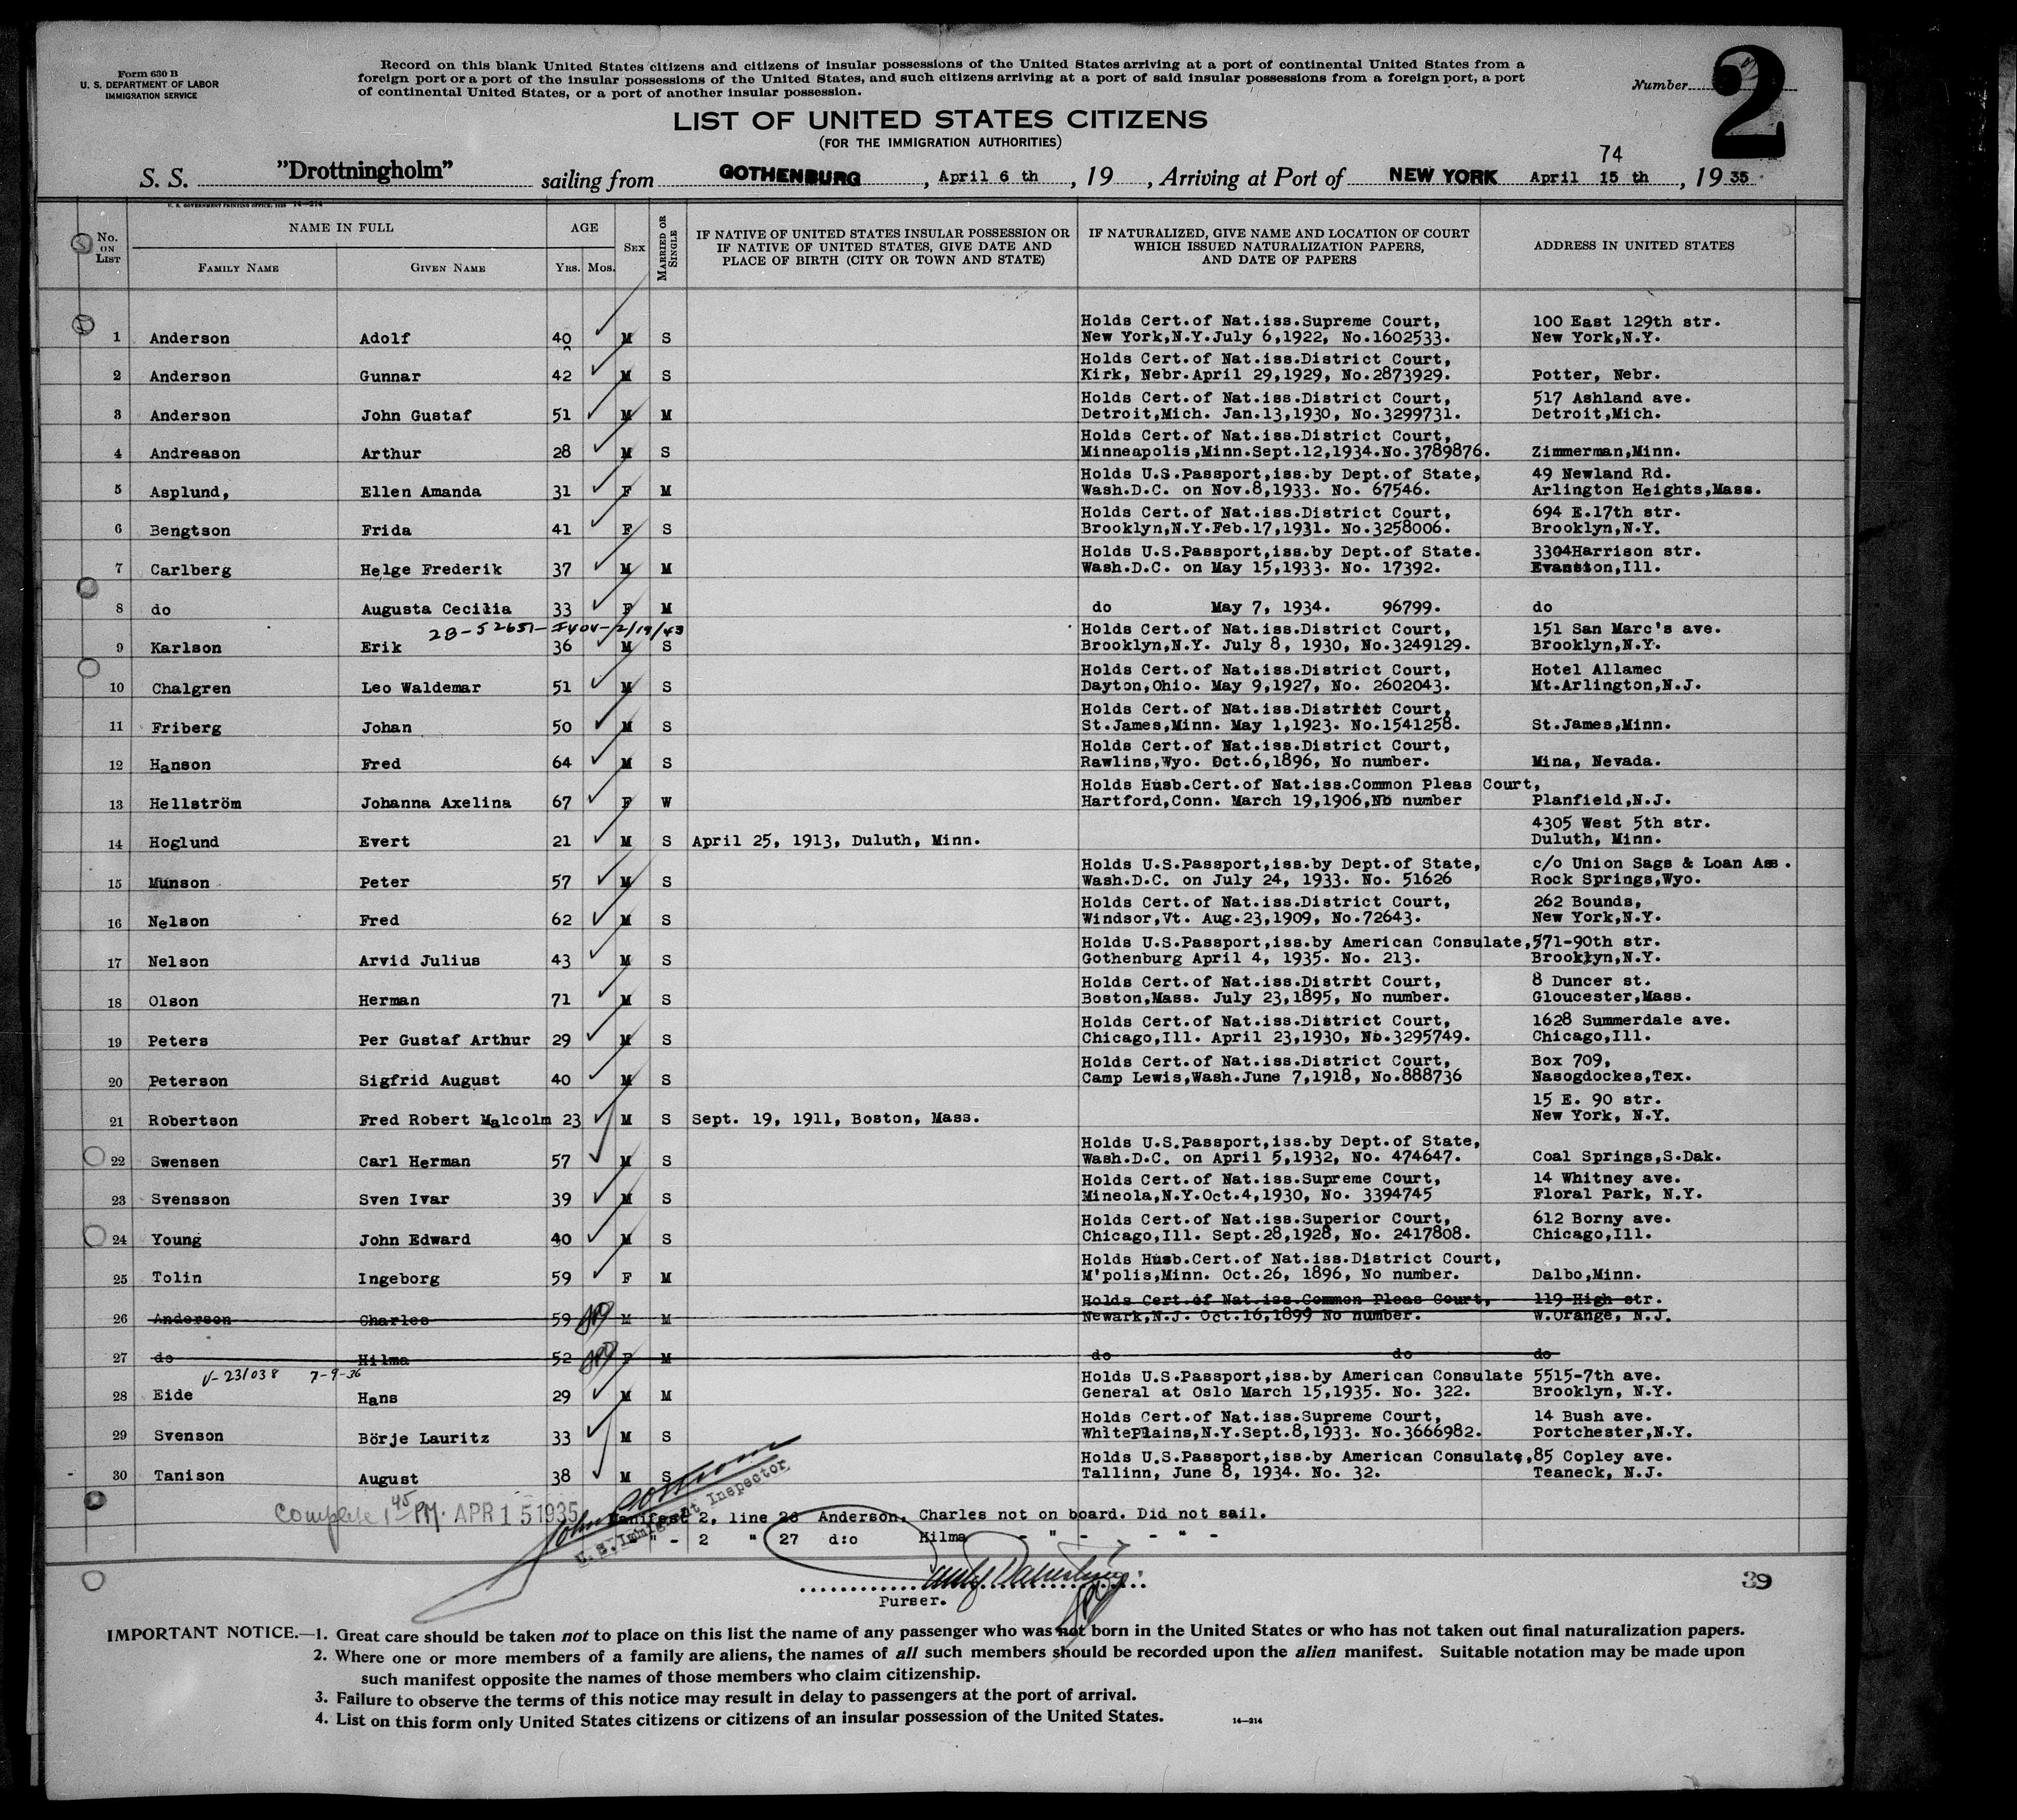 Form 630 B
U. S. DEPARTMENT OF LABOR
IMMIGRATION SERVICE
Record on this blank United States citizens and citizens of insular possessions of the United States arriving at a port of continental United States from a
foreign port or a port of the insular possessions of the United States, and such citizens arriving at a port of said insular possessions from a foreign port, a port
of continental United States, or a port of another insular possession.
Number 2
LIST OF UNITED STATES CITIZENS
(FOR THE IMMIGRATION AUTHORITIES)
74
S. S. "Drottningholm" sailing from GOTHENBURG, April 6 th, 19 , Arriving at Port of NEW YORK April 15 th, 19 35
U. S. GOVERNMENT PRINTING OFFICE: 14—214
No. ON LIST
NAME IN FULL
FAMILY NAME GIVEN NAME
AGE
YRS. MOS.
SEX
MARRIED OR SINGLE
IF NATIVE OF UNITED STATES INSULAR POSSESSION OR
IF NATIVE OF UNITED STATES, GIVE DATE AND
PLACE OF BIRTH (CITY OR TOWN AND STATE)
IF NATURALIZED, GIVE NAME AND LOCATION OF COURT
WHICH ISSUED NATURALIZATION PAPERS,
AND DATE OF PAPERS
ADDRESS IN UNITED STATES
Holds Cert.of Nat.iss.Supreme Court, 100 East 129th str.
1 Anderson Adolf 40 M S New York,N.Y.July 6,1922, No.1602533. New York,N.Y.
Holds Cert.of Nat.iss.District Court,
2 Anderson Gunnar 42 M S Kirk, Nebr.April 29,1929, No.2873929. Potter, Nebr.
Holds Cert.of Nat.iss.District Court, 517 Ashland ave.
3 Anderson John Gustaf 51 M M Detroit,Mich. Jan.13,1930, No.3299731. Detroit,Mich.
Holds Cert.of Nat.iss.District Court,
4 Andreason Arthur 28 M S Minneapolis,Minn.Sept.12,1934.No.3789876. Zimmerman,Minn.
Holds U.S.Passport,iss.by Dept.of State, 49 Newland Rd.
5 Asplund, Ellen Amanda 31 F M Wash.D.C. on Nov.8,1933. No. 67546. Arlington Heights,Mass.
Holds Cert.of Nat.iss.District Court, 694 E.17th str.
6 Bengtson Frida 41 F S Brooklyn,N.Y.Feb.17,1931. No.3258006. Brooklyn,N.Y.
Holds U.S.Passport,iss.by Dept.of State. 3304Harrison str.
7 Carlberg Helge Frederik 37 M M Wash.D.C. on May 15,1933. No. 17392. Evanston,Ill.
8 do Augusta Cecilia 33 F M do May 7, 1934. 96799. do
2B-52651-I404-2/19/43
Holds Cert.of Nat.iss.District Court, 151 San Marc's ave.
9 Karlson Erik 36 M S Brooklyn,N.Y. July 8, 1930, No.3249129. Brooklyn,N.Y.
Holds Cert.of Nat.iss.District Court, Hotel Allamec
10 Chalgren Leo Waldemar 51 M S Dayton,Ohio. May 9,1927, No. 2602043. Mt.Arlington,N.J.
Holds Cert.of Nat.iss.District Court,
11 Friberg Johan 50 M S St.James,Minn. May 1,1923. No.1541258. St.James,Minn.
Holds Cert.of Nat.iss.District Court,
12 Hanson Fred 64 M S Rawlins,Wyo. Oct.6,1896, No number. Mina, Nevada.
Holds Husb.Cert.of Nat.iss.Common Pleas Court,
13 Hellström Johanna Axelina 67 F W Hartford,Conn. March 19,1906,No number Planfield,N.J.
4305 West 5th str.
14 Hoglund Evert 21 M S April 25, 1913, Duluth, Minn. Duluth, Minn.
Holds U.S.Passport,iss.by Dept.of State, c/o Union Sags & Loan Ass.
15 Munson Peter 57 M S Wash.D.C. on July 24, 1933. No. 51626 Rock Springs,Wyo.
Holds Cert.of Nat.iss.District Court, 262 Bounds,
16 Nelson Fred 62 M S Windsor,Vt. Aug.23,1909, No.72643. New York,N.Y.
Holds U.S.Passport,iss.by American Consulate, 571-90th str.
17 Nelson Arvid Julius 43 M S Gothenburg April 4, 1935. No. 213. Brooklyn,N.Y.
Holds Cert.of Nat.iss.Distrtt Court, 8 Duncer st.
18 Olson Herman 71 M S Boston,Mass. July 23,1895, No number. Gloucester,Mass.
Holds Cert.of Nat.iss.District Court, 1628 Summerdale ave.
19 Peters Per Gustaf Arthur 29 M S Chicago,Ill. April 23,1930, No.3295749. Chicago,Ill.
Holds Cert.of Nat.iss.District Court, Box 709,
20 Peterson Sigfrid August 40 M S Camp Lewis,Wash.June 7,1918, No.888736 Nasogdockes,Tex.
15 E. 90 str.
21 Robertson Fred Robert Malcolm 23 M S Sept. 19, 1911, Boston, Mass. New York, N.Y.
Holds U.S.Passport,iss.by Dept.of State,
22 Swensen Carl Herman 57 M S Wash.D.C. on April 5,1932, No. 474647. Coal Springs,S.Dak.
Holds Cert.of Nat.iss.Supreme Court, 14 Whitney ave.
23 Svensson Sven Ivar 39 M S Mineola,N.Y.Oct.4,1930, No. 3394745 Floral Park, N.Y.
Holds Cert.of Nat.iss.Superior Court, 612 Borny ave.
24 Young John Edward 40 M S Chicago,Ill. Sept.28,1928, No. 2417808. Chicago,Ill.
Holds Husb.Cert.of Nat.iss.District Court,
25 Tolin Ingeborg 59 F M M'polis,Minn. Oct.26, 1896, No number. Dalbo,Minn.
Holds Cert.of Nat.iss.Common Pleas Court, 119 High str.
26 Anderson Charles 59 M M Newark,N.J. Oct.16,1899 No number. W.Orange, N.J.
27 do Hilma 52 F M do do do
V-231038 7-9-36
Holds U.S.Passport,iss.by American Consulate 5515-7th ave.
28 Eide Hans 29 M M General at Oslo March 15,1935. No. 322. Brooklyn, N.Y.
Holds Cert.of Nat.iss.Supreme Court, 14 Bush ave.
29 Svenson Börje Lauritz 33 M S WhitePlains,N.Y.Sept.8,1933. No.3666982. Portchester,N.Y.
Holds U.S.Passport,iss.by American Consulate, 85 Copley ave.
30 Tanison August 38 M S Tallinn, June 8, 1934. No. 32. Teaneck, N.J.
Complete 1 45 PM. APR 15 1935
U. S. Immigrant Inspector
Manifest 2, line 26 Anderson, Charles not on board. Did not sail.
" - 2 " 27 d:o Hilma - " - - " -
Purser.
39
IMPORTANT NOTICE.—1. Great care should be taken not to place on this list the name of any passenger who was not born in the United States or who has not taken out final naturalization papers.
2. Where one or more members of a family are aliens, the names of all such members should be recorded upon the alien manifest. Suitable notation may be made upon
such manifest opposite the names of those members who claim citizenship.
3. Failure to observe the terms of this notice may result in delay to passengers at the port of arrival.
4. List on this form only United States citizens or citizens of an insular possession of the United States.
14—214